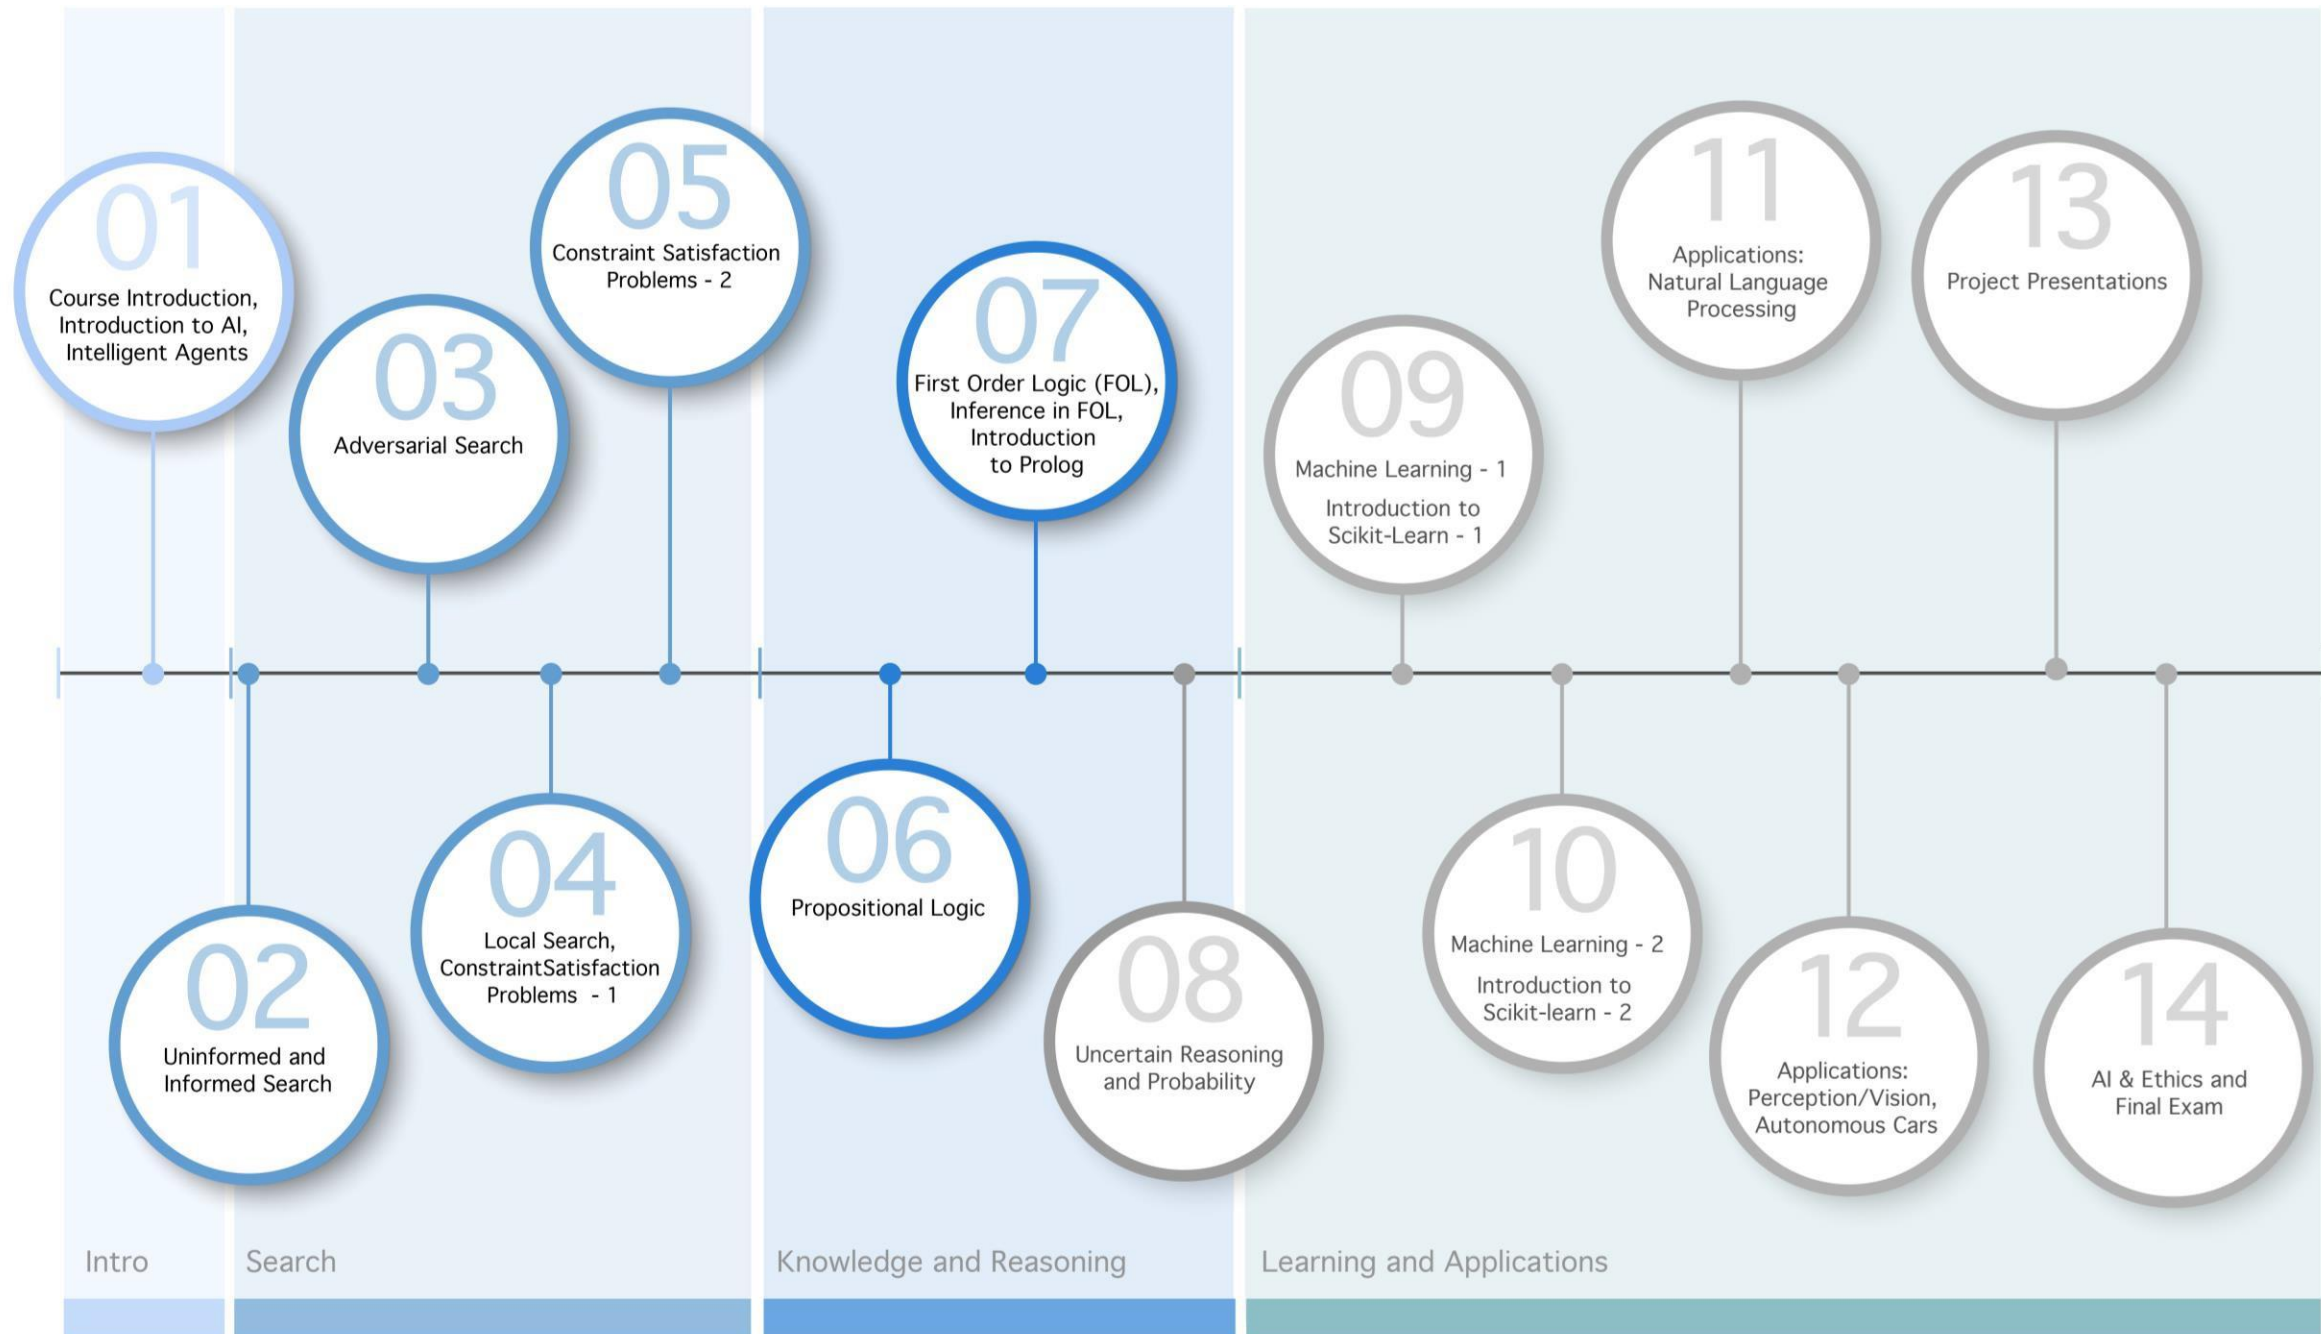 01
Course Introduction,
Introduction to AI,
Intelligent Agents
02
Uninformed and
Informed Search
03
Adversarial Search
04
Local Search,
ConstraintSatisfaction
Problems - 1
05
Constraint Satisfaction
Problems - 2
06
Propositional Logic
07
First Order Logic (FOL),
Inference in FOL,
Introduction
to Prolog
08
Uncertain Reasoning
and Probability
09
Machine Learning - 1
Introduction to
Scikit-Learn - 1
10
Machine Learning - 2
Introduction to
Scikit-learn - 2
11
Applications:
Natural Language
Processing
12
Applications:
Perception/Vision,
Autonomous Cars
13
Project Presentations
14
AI & Ethics and
Final Exam
Intro
Search
Knowledge and Reasoning
Learning and Applications